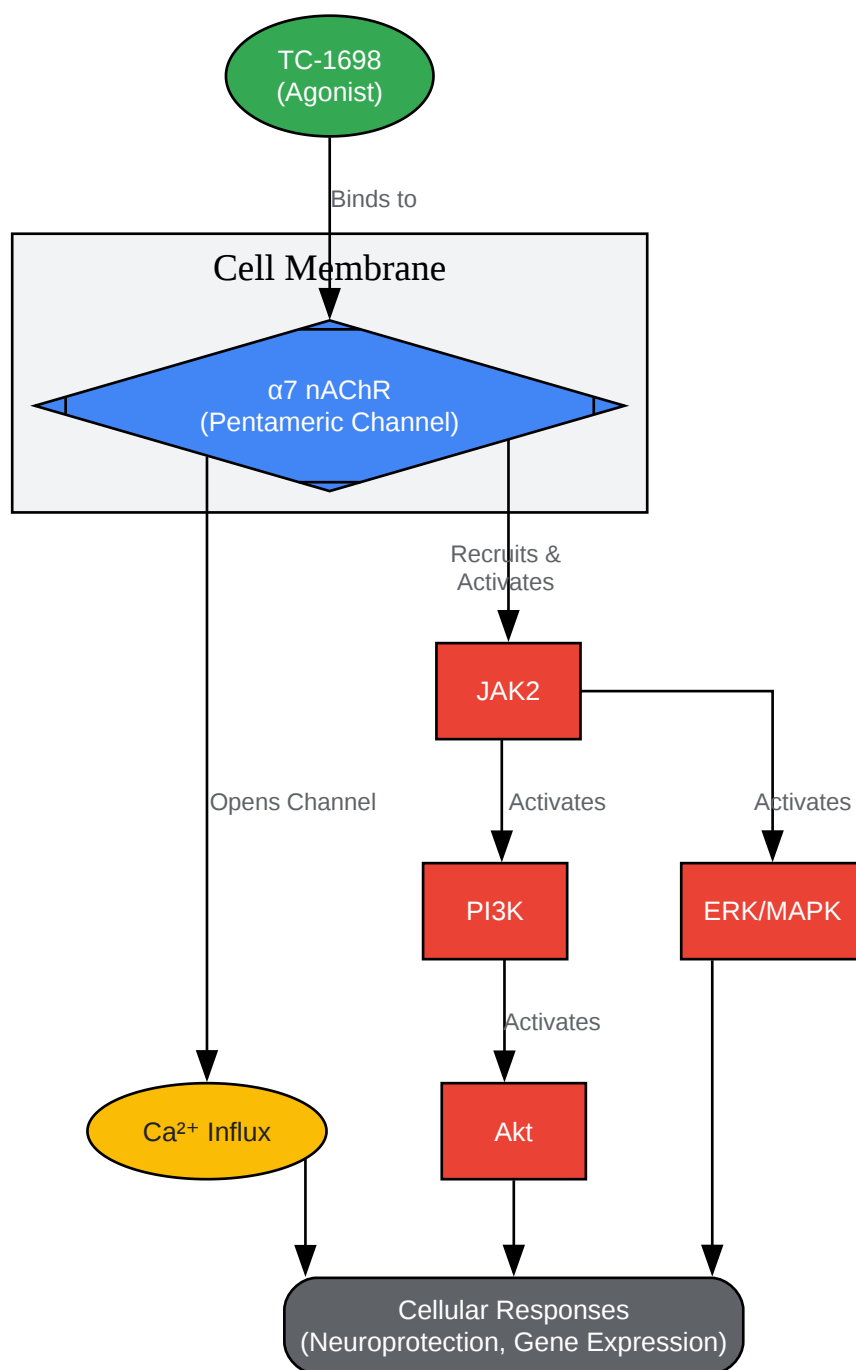 TC-1698
(Agonist)
Binds to
Cell Membrane
α7 nAChR
(Pentameric Channel)
Recruits &
Activates
JAK2
Opens Channel
Activates
Activates
PI3K
ERK/MAPK
Activates
Ca²⁺ Influx
Akt
Cellular Responses
(Neuroprotection, Gene Expression)